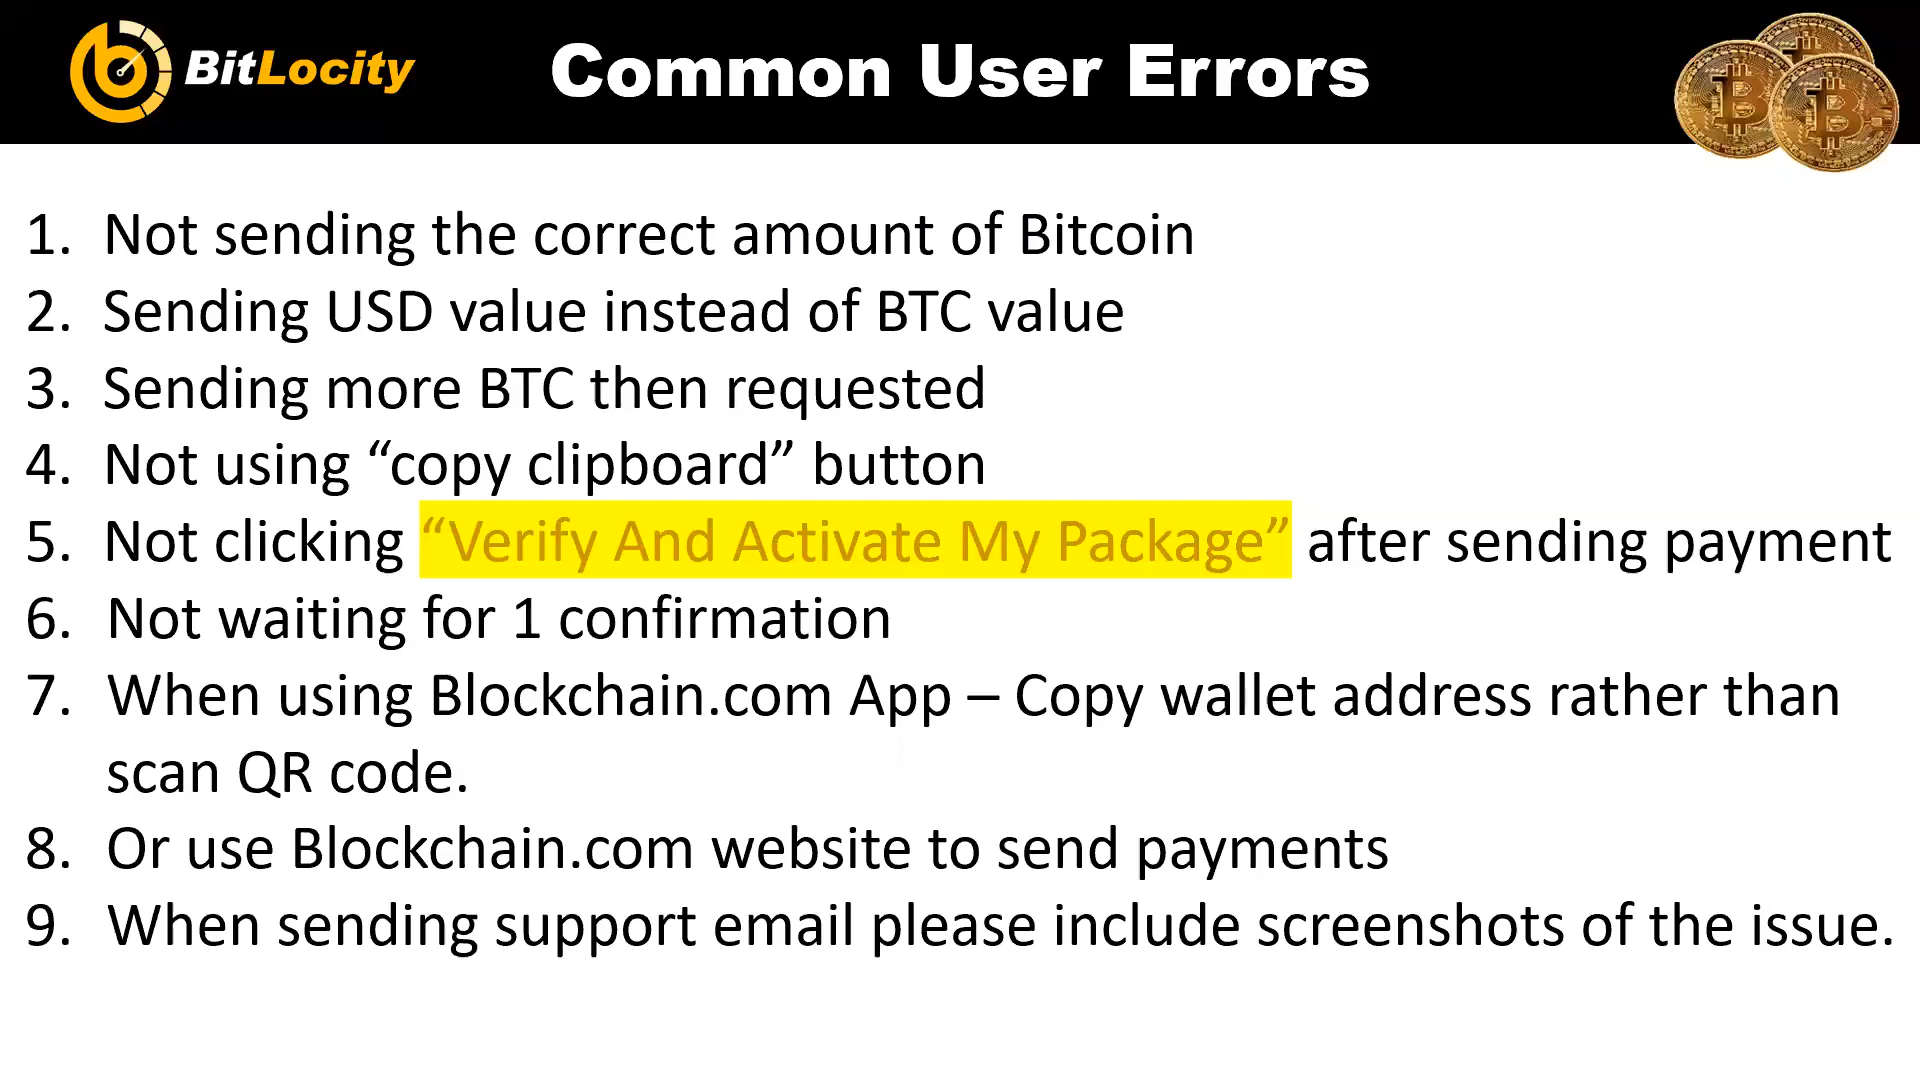 BitLocity
Common User Errors
1. Not sending the correct amount of Bitcoin
2. Sending USD value instead of BTC value
3. Sending more BTC then requested
4. Not using “copy clipboard” button
5. Not clicking “Verify And Activate My Package” after sending payment
6. Not waiting for 1 confirmation
7. When using Blockchain.com App – Copy wallet address rather than
scan QR code.
8. Or use Blockchain.com website to send payments
9. When sending support email please include screenshots of the issue.